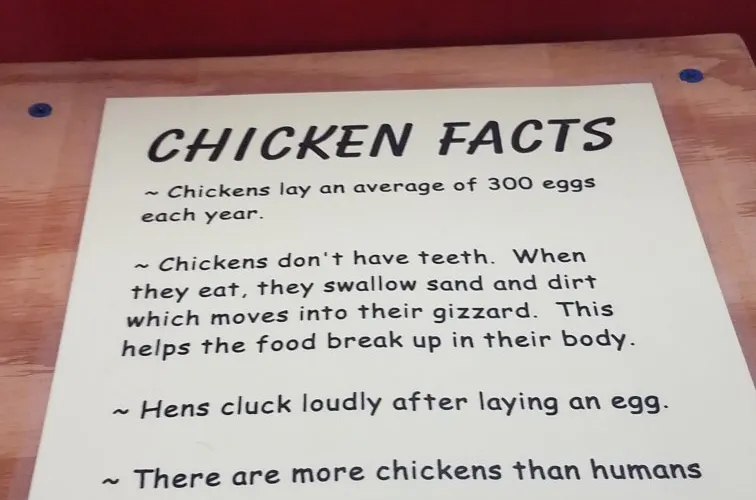 CHICKEN FACTS
~ Chickens lay an average of 300 eggs
each year.
~ Chickens don't have teeth. When
they eat, they swallow sand and dirt
which moves into their gizzard. This
helps the food break up in their body.
~ Hens cluck loudly after laying an egg.
~ There are more chickens than humans